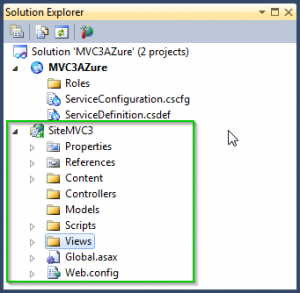 Solution Explorer
Solution 'MVC3AZure' (2 projects)
MVC3AZure
Roles
ServiceConfiguration.cscfg
ServiceDefinition.csdef
SiteMVC3
Properties
References
Content
Controllers
Models
Scripts
Views
Global.asax
Web.config